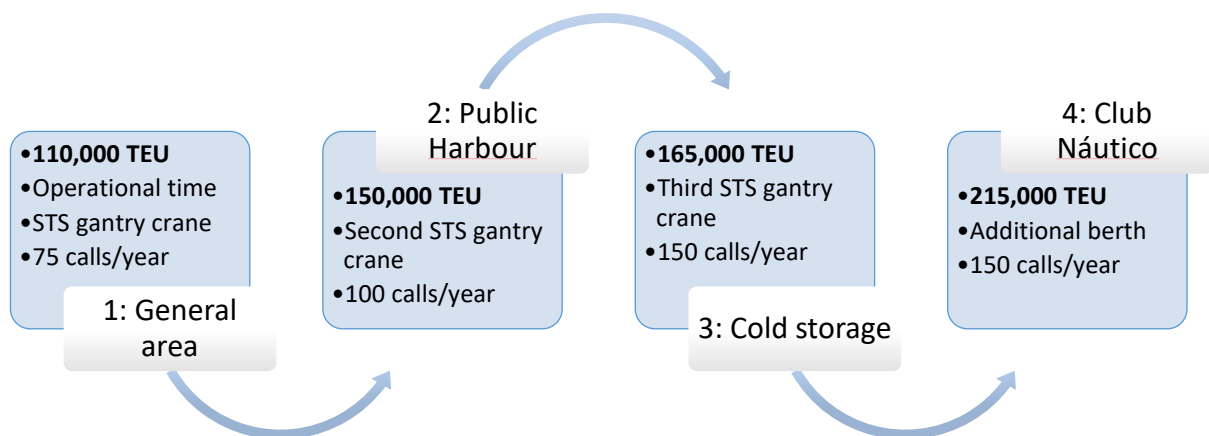 •110,000 TEU
•Operational time
•STS gantry crane
•75 calls/year
1: General
area
2: Public
Harbour
•150,000 TEU
•Second STS gantry
crane
•100 calls/year
•165,000 TEU
•Third STS gantry
crane
•150 calls/year
3: Cold storage
4: Club
Náutico
•215,000 TEU
•Additional berth
•150 calls/year